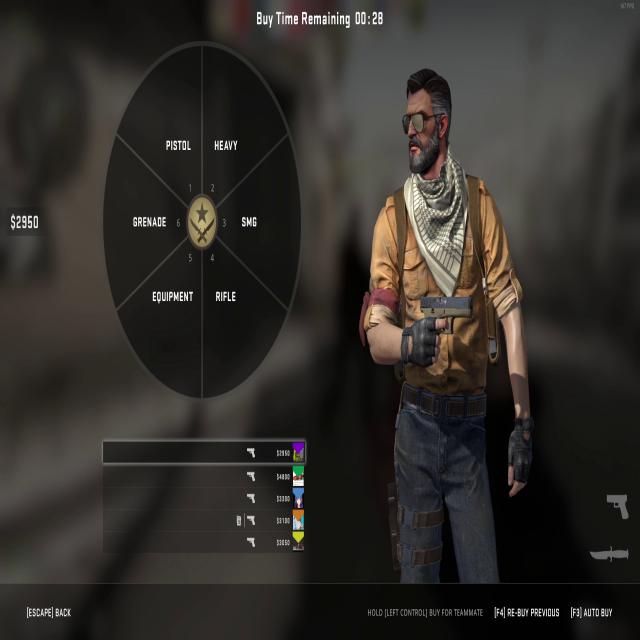 Buy Time Remaining 00:28
PISTOL
HEAVY
1
2
$2950
GRENADE
6
3
SMG
5
4
EQUIPMENT
RIFLE
$2950
$4800
$3300
$3100
$3050
[ESCAPE] BACK
HOLD [LEFT CONTROL] BUY FOR TEAMMATE
[F4] RE-BUY PREVIOUS
[F3] AUTO BUY